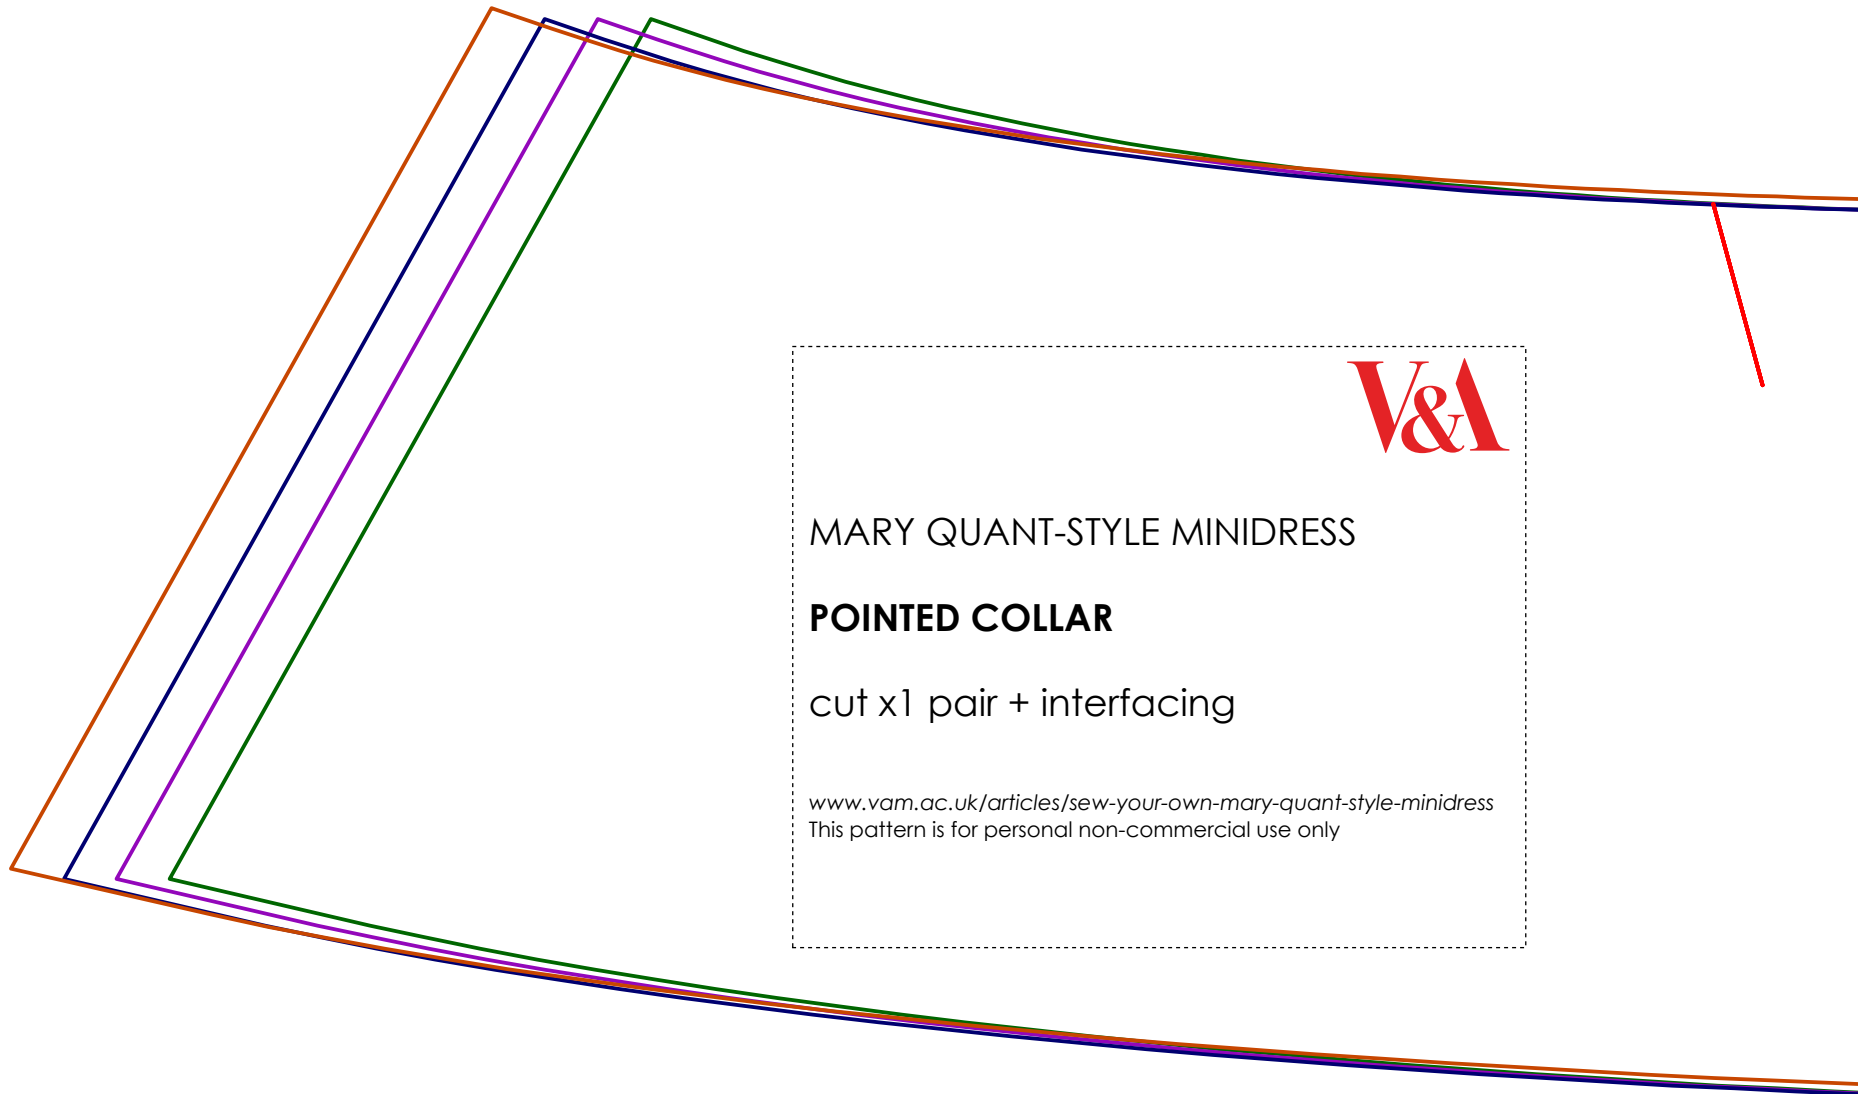 V&A
MARY QUANT-STYLE MINIDRESS
POINTED COLLAR
cut x1 pair + interfacing
www.vam.ac.uk/articles/sew-your-own-mary-quant-style-minidress
This pattern is for personal non-commercial use only